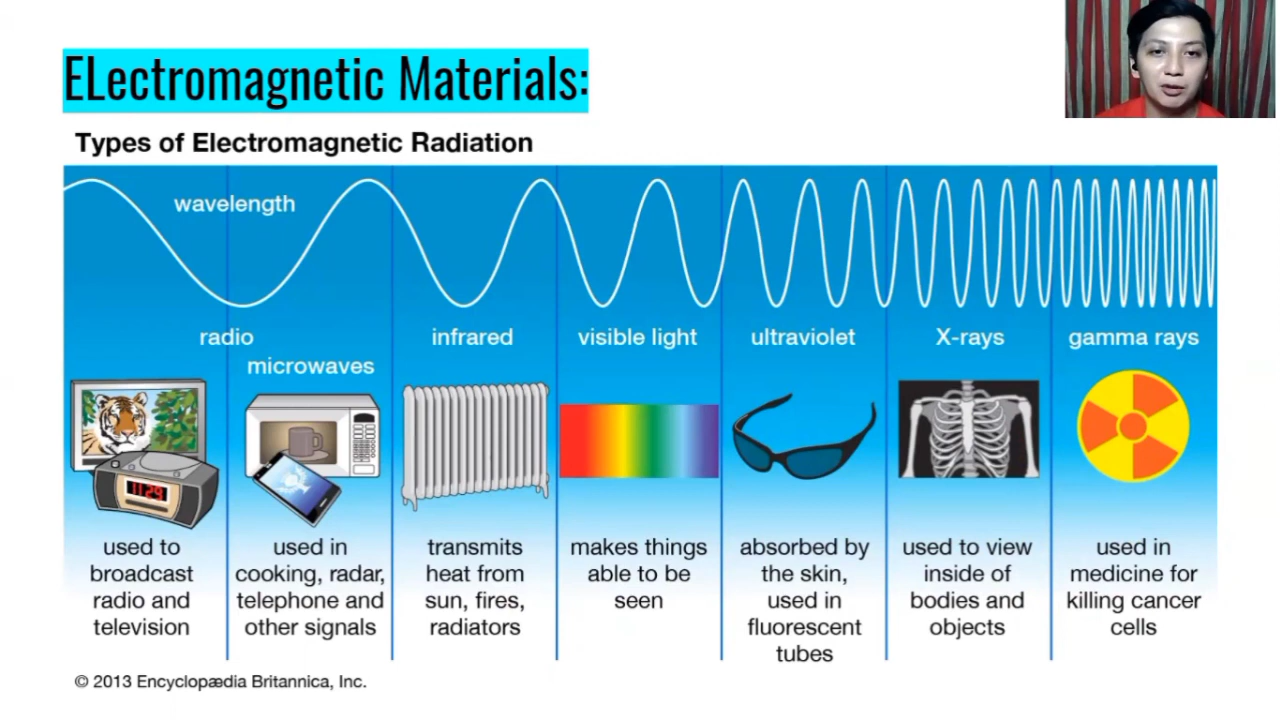 ELectromagnetic Materials:
Types of Electromagnetic Radiation
wavelength
radio
microwaves
infrared
visible light
ultraviolet
X-rays
gamma rays
11:29
used to
broadcast
radio and
television
used in
cooking, radar,
telephone and
other signals
transmits
heat from
sun, fires,
radiators
makes things
able to be
seen
absorbed by
the skin,
used in
fluorescent
tubes
used to view
inside of
bodies and
objects
used in
medicine for
killing cancer
cells
© 2013 Encyclopædia Britannica, Inc.